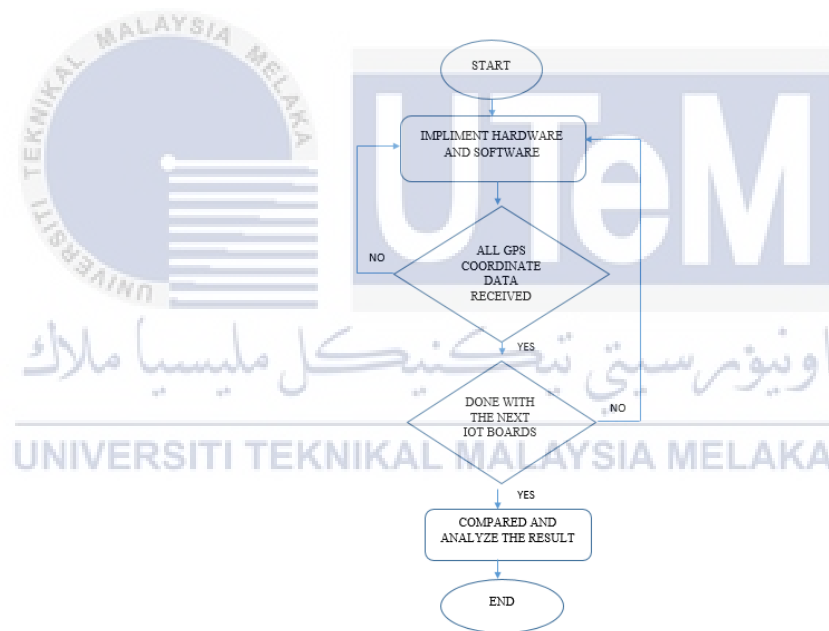 UNIVERSITI TEKNIKAL MALAYSIA MELAKA
UTeM
START
IMPLIMENT HARDWARE
AND SOFTWARE
NO
ALL GPS
COORDINATE
DATA
RECEIVED
YES
اونيۏرسيتي تيكنيكل مليسيا ملاك
DONE WITH
THE NEXT
IOT BOARDS
NO
UNIVERSITI TEKNIKAL MALAYSIA MELAKA
YES
COMPARED AND
ANALYZE THE RESULT
END